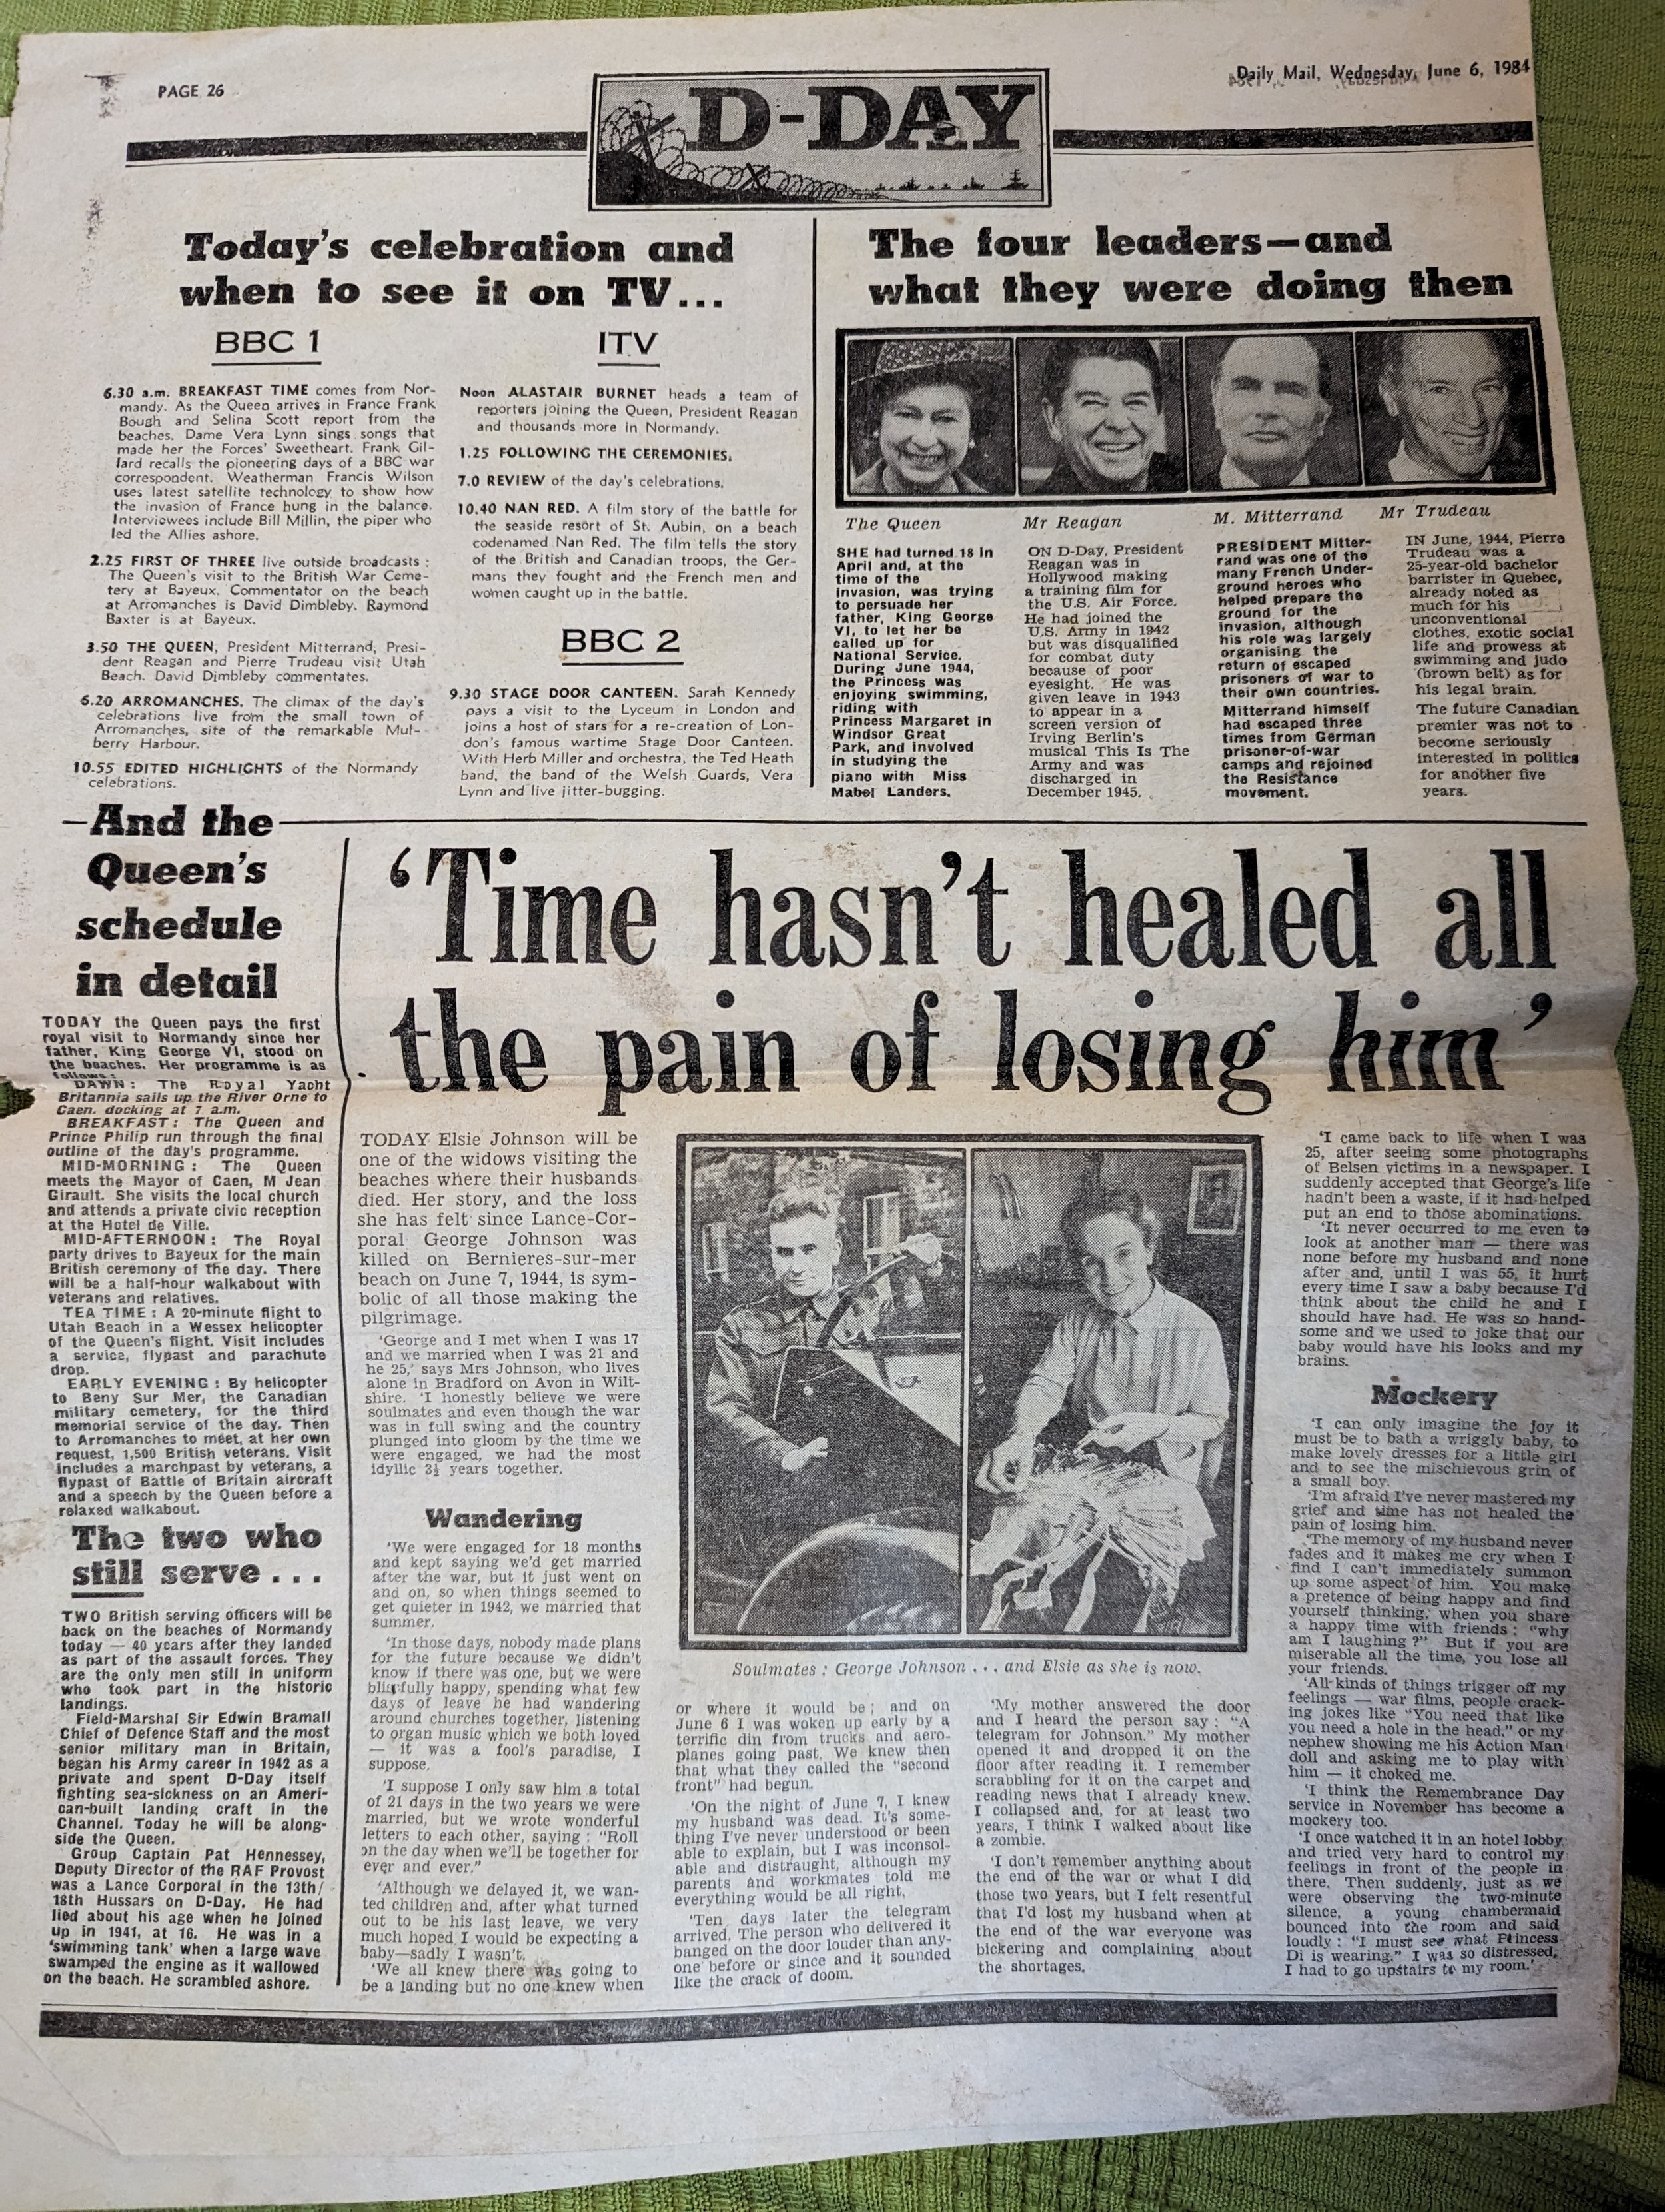 PAGE 26
Daily Mail, Wednesday, June 6, 1984
D-DAY
Today's celebration and
when to see it on TV...
BBC 1
6.30 a.m. BREAKFAST TIME comes from Nor-
mandy. As the Queen arrives in France Frank
Bough and Selina Scott report from the
beaches. Dame Vera Lynn sings songs that
made her the Forces' Sweetheart. Frank Gil-
lard recalls the pioneering days of a BBC war
correspondent. Weatherman Francis Wilson
uses latest satellite technology to show how
the invasion of France hung in the balance.
Interviewees include Bill Millin, the piper who
led the Allies ashore.
2.25 FIRST OF THREE live outside broadcasts :
The Queen's visit to the British War Ceme-
tery at Bayeux. Commentator on the beach
at Arromanches is David Dimbleby. Raymond
Baxter is at Bayeux.
3.50 THE QUEEN, President Mitterrand, Presi-
dent Reagan and Pierre Trudeau visit Utah
Beach. David Dimbleby commentates.
6.20 ARROMANCHES. The climax of the day's
celebrations live from the small town of
Arromanches, site of the remarkable Mul-
berry Harbour.
10.55 EDITED HIGHLIGHTS of the Normandy
celebrations.
ITV
Noon ALASTAIR BURNET heads a team of
reporters joining the Queen, President Reagan
and thousands more in Normandy.
1.25 FOLLOWING THE CEREMONIES.
7.0 REVIEW of the day's celebrations.
10.40 NAN RED. A film story of the battle for
the seaside resort of St. Aubin, on a beach
codenamed Nan Red. The film tells the story
of the British and Canadian troops, the Ger-
mans they fought and the French men and
women caught up in the battle.
BBC 2
9.30 STAGE DOOR CANTEEN. Sarah Kennedy
pays a visit to the Lyceum in London and
joins a host of stars for a re-creation of Lon-
don's famous wartime Stage Door Canteen.
With Herb Miller and orchestra, the Ted Heath
band, the band of the Welsh Guards, Vera
Lynn and live jitter-bugging.
The four leaders—and
what they were doing then
The Queen
SHE had turned 18 in
April and, at the
time of the
invasion, was trying
to persuade her
father, King George
VI, to let her be
called up for
National Service.
During June 1944,
the Princess was
enjoying swimming,
riding with
Princess Margaret in
Windsor Great
Park, and involved
in studying the
piano with Miss
Mabel Landers.
Mr Reagan
ON D-Day, President
Reagan was in
Hollywood making
a training film for
the U.S. Air Force.
He had joined the
U.S. Army in 1942
but was disqualified
for combat duty
because of poor
eyesight. He was
given leave in 1943
to appear in a
screen version of
Irving Berlin's
musical This Is The
Army and was
discharged in
December 1945.
M. Mitterrand
PRESIDENT Mitter-
rand was one of the
many French Under-
ground heroes who
helped prepare the
ground for the
invasion, although
his role was largely
organising the
return of escaped
prisoners of war to
their own countries.
Mitterrand himself
had escaped three
times from German
prisoner-of-war
camps and rejoined
the Resistance
movement.
Mr Trudeau
IN June, 1944, Pierre
Trudeau was a
25-year-old bachelor
barrister in Quebec,
already noted as
much for his
unconventional
clothes, exotic social
life and prowess at
swimming and judo
(brown belt) as for
his legal brain.
The future Canadian
premier was not to
become seriously
interested in politics
for another five
years.
—And the
Queen's
schedule
in detail
TODAY the Queen pays the first
royal visit to Normandy since her
father, King George VI, stood on
the beaches. Her programme is as
follows:
DAWN: The Royal Yacht
Britannia sails up the River Orne to
Caen, docking at 7 a.m.
BREAKFAST: The Queen and
Prince Philip run through the final
outline of the day's programme.
MID-MORNING: The Queen
meets the Mayor of Caen, M Jean
Girault. She visits the local church
and attends a private civic reception
at the Hotel de Ville.
MID-AFTERNOON: The Royal
party drives to Bayeux for the main
British ceremony of the day. There
will be a half-hour walkabout with
veterans and relatives.
TEA TIME: A 20-minute flight to
Utah Beach in a Wessex helicopter
of the Queen's flight. Visit includes
a service, flypast and parachute
drop.
EARLY EVENING: By helicopter
to Beny Sur Mer, the Canadian
military cemetery, for the third
memorial service of the day. Then
to Arromanches to meet, at her own
request, 1,500 British veterans. Visit
includes a marchpast by veterans, a
flypast of Battle of Britain aircraft
and a speech by the Queen before a
relaxed walkabout.
The two who
still serve ...
TWO British serving officers will be
back on the beaches of Normandy
today — 40 years after they landed
as part of the assault forces. They
are the only men still in uniform
who took part in the historic
landings.
Field-Marshal Sir Edwin Bramall
Chief of Defence Staff and the most
senior military man in Britain,
began his Army career in 1942 as a
private and spent D-Day itself
fighting sea-sickness on an Ameri-
can-built landing craft in the
Channel. Today he will be along-
side the Queen.
Group Captain Pat Hennessey,
Deputy Director of the RAF Provost
was a Lance Corporal in the 13th/
18th Hussars on D-Day. He had
lied about his age when he joined
up in 1941, at 16. He was in a
'swimming tank' when a large wave
swamped the engine as it wallowed
on the beach. He scrambled ashore.
'Time hasn't healed all
the pain of losing him'
TODAY Elsie Johnson will be
one of the widows visiting the
beaches where their husbands
died. Her story, and the loss
she has felt since Lance-Cor-
poral George Johnson was
killed on Bernieres-sur-mer
beach on June 7, 1944, is sym-
bolic of all those making the
pilgrimage.
'George and I met when I was 17
and we married when I was 21 and
he 25,' says Mrs Johnson, who lives
alone in Bradford on Avon in Wilt-
shire. 'I honestly believe we were
soulmates and even though the war
was in full swing and the country
plunged into gloom by the time we
were engaged, we had the most
idyllic 3½ years together.
Wandering
'We were engaged for 18 months
and kept saying we'd get married
after the war, but it just went on
and on, so when things seemed to
get quieter in 1942, we married that
summer.
'In those days, nobody made plans
for the future because we didn't
know if there was one, but we were
blissfully happy, spending what few
days of leave he had wandering
around churches together, listening
to organ music which we both loved
— it was a fool's paradise, I
suppose.
'I suppose I only saw him a total
of 21 days in the two years we were
married, but we wrote wonderful
letters to each other, saying : "Roll
on the day when we'll be together for
ever and ever."
'Although we delayed it, we wan-
ted children and, after what turned
out to be his last leave, we very
much hoped I would be expecting a
baby—sadly I wasn't.
'We all knew there was going to
be a landing but no one knew when
Soulmates : George Johnson ... and Elsie as she is now.
or where it would be; and on
June 6 I was woken up early by a
terrific din from trucks and aero-
planes going past. We knew then
that what they called the "second
front" had begun.
'On the night of June 7, I knew
my husband was dead. It's some-
thing I've never understood or been
able to explain, but I was inconsol-
able and distraught, although my
parents and workmates told me
everything would be all right.
'Ten days later the telegram
arrived. The person who delivered it
banged on the door louder than any-
one before or since and it sounded
like the crack of doom.
'My mother answered the door
and I heard the person say : "A
telegram for Johnson." My mother
opened it and dropped it on the
floor after reading it. I remember
scrabbling for it on the carpet and
reading news that I already knew.
I collapsed and, for at least two
years, I think I walked about like
a zombie.
'I don't remember anything about
the end of the war or what I did
those two years, but I felt resentful
that I'd lost my husband when at
the end of the war everyone was
bickering and complaining about
the shortages.
'I came back to life when I was
25, after seeing some photographs
of Belsen victims in a newspaper. I
suddenly accepted that George's life
hadn't been a waste, if it had helped
put an end to those abominations.
'It never occurred to me even to
look at another man — there was
none before my husband and none
after and, until I was 55, it hurt
every time I saw a baby because I'd
think about the child he and I
should have had. He was so hand-
some and we used to joke that our
baby would have his looks and my
brains.
Mockery
'I can only imagine the joy it
must be to bath a wriggly baby, to
make lovely dresses for a little girl
and to see the mischievous grin of
a small boy.
'I'm afraid I've never mastered my
grief and time has not healed the
pain of losing him.
'The memory of my husband never
fades and it makes me cry when I
find I can't immediately summon
up some aspect of him. You make
a pretence of being happy and find
yourself thinking, when you share
a happy time with friends : "why
am I laughing ?" But if you are
miserable all the time, you lose all
your friends.
'All kinds of things trigger off my
feelings — war films, people crack-
ing jokes like "You need that like
you need a hole in the head," or my
nephew showing me his Action Man
doll and asking me to play with
him — it choked me.
'I think the Remembrance Day
service in November has become a
mockery too.
'I once watched it in an hotel lobby
and tried very hard to control my
feelings in front of the people in
there. Then suddenly, just as we
were observing the two-minute
silence, a young chambermaid
bounced into the room and said
loudly : "I must see what Princess
Di is wearing." I was so distressed,
I had to go upstairs to my room.'